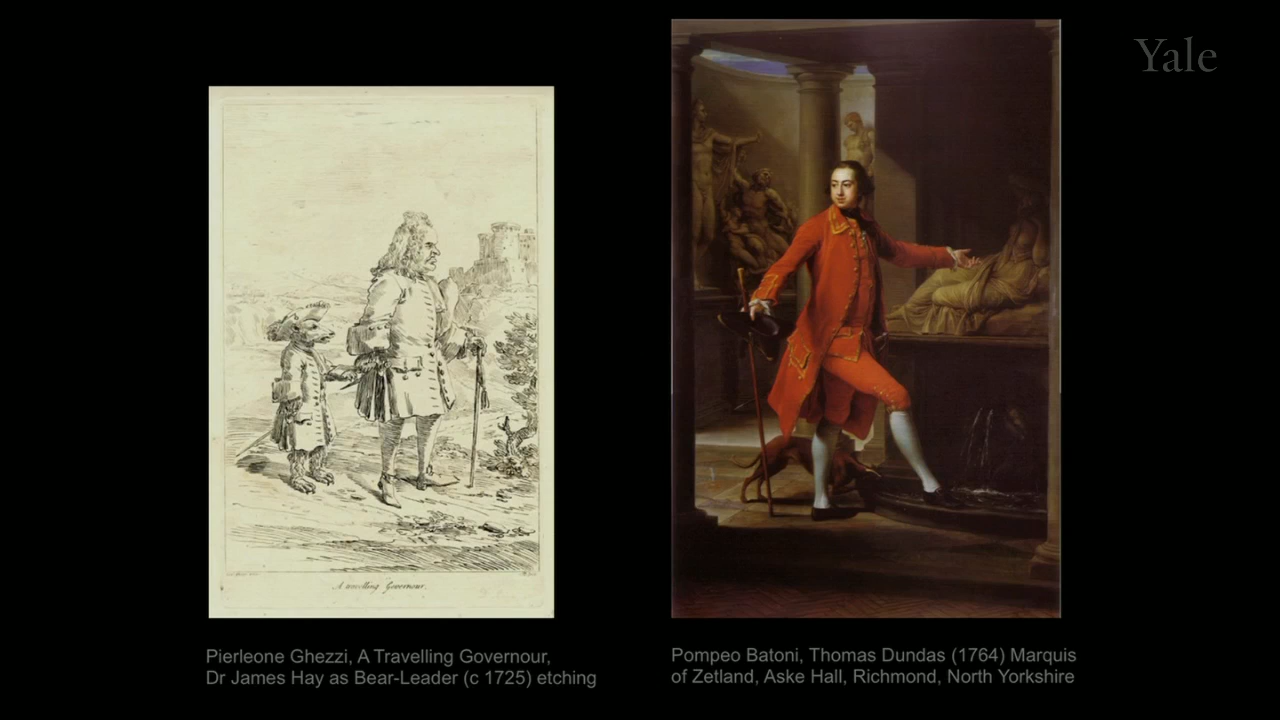 Yale
A travelling Governour.
Pierleone Ghezzi, A Travelling Governour,
Dr James Hay as Bear-Leader (c 1725) etching
Pompeo Batoni, Thomas Dundas (1764) Marquis
of Zetland, Aske Hall, Richmond, North Yorkshire